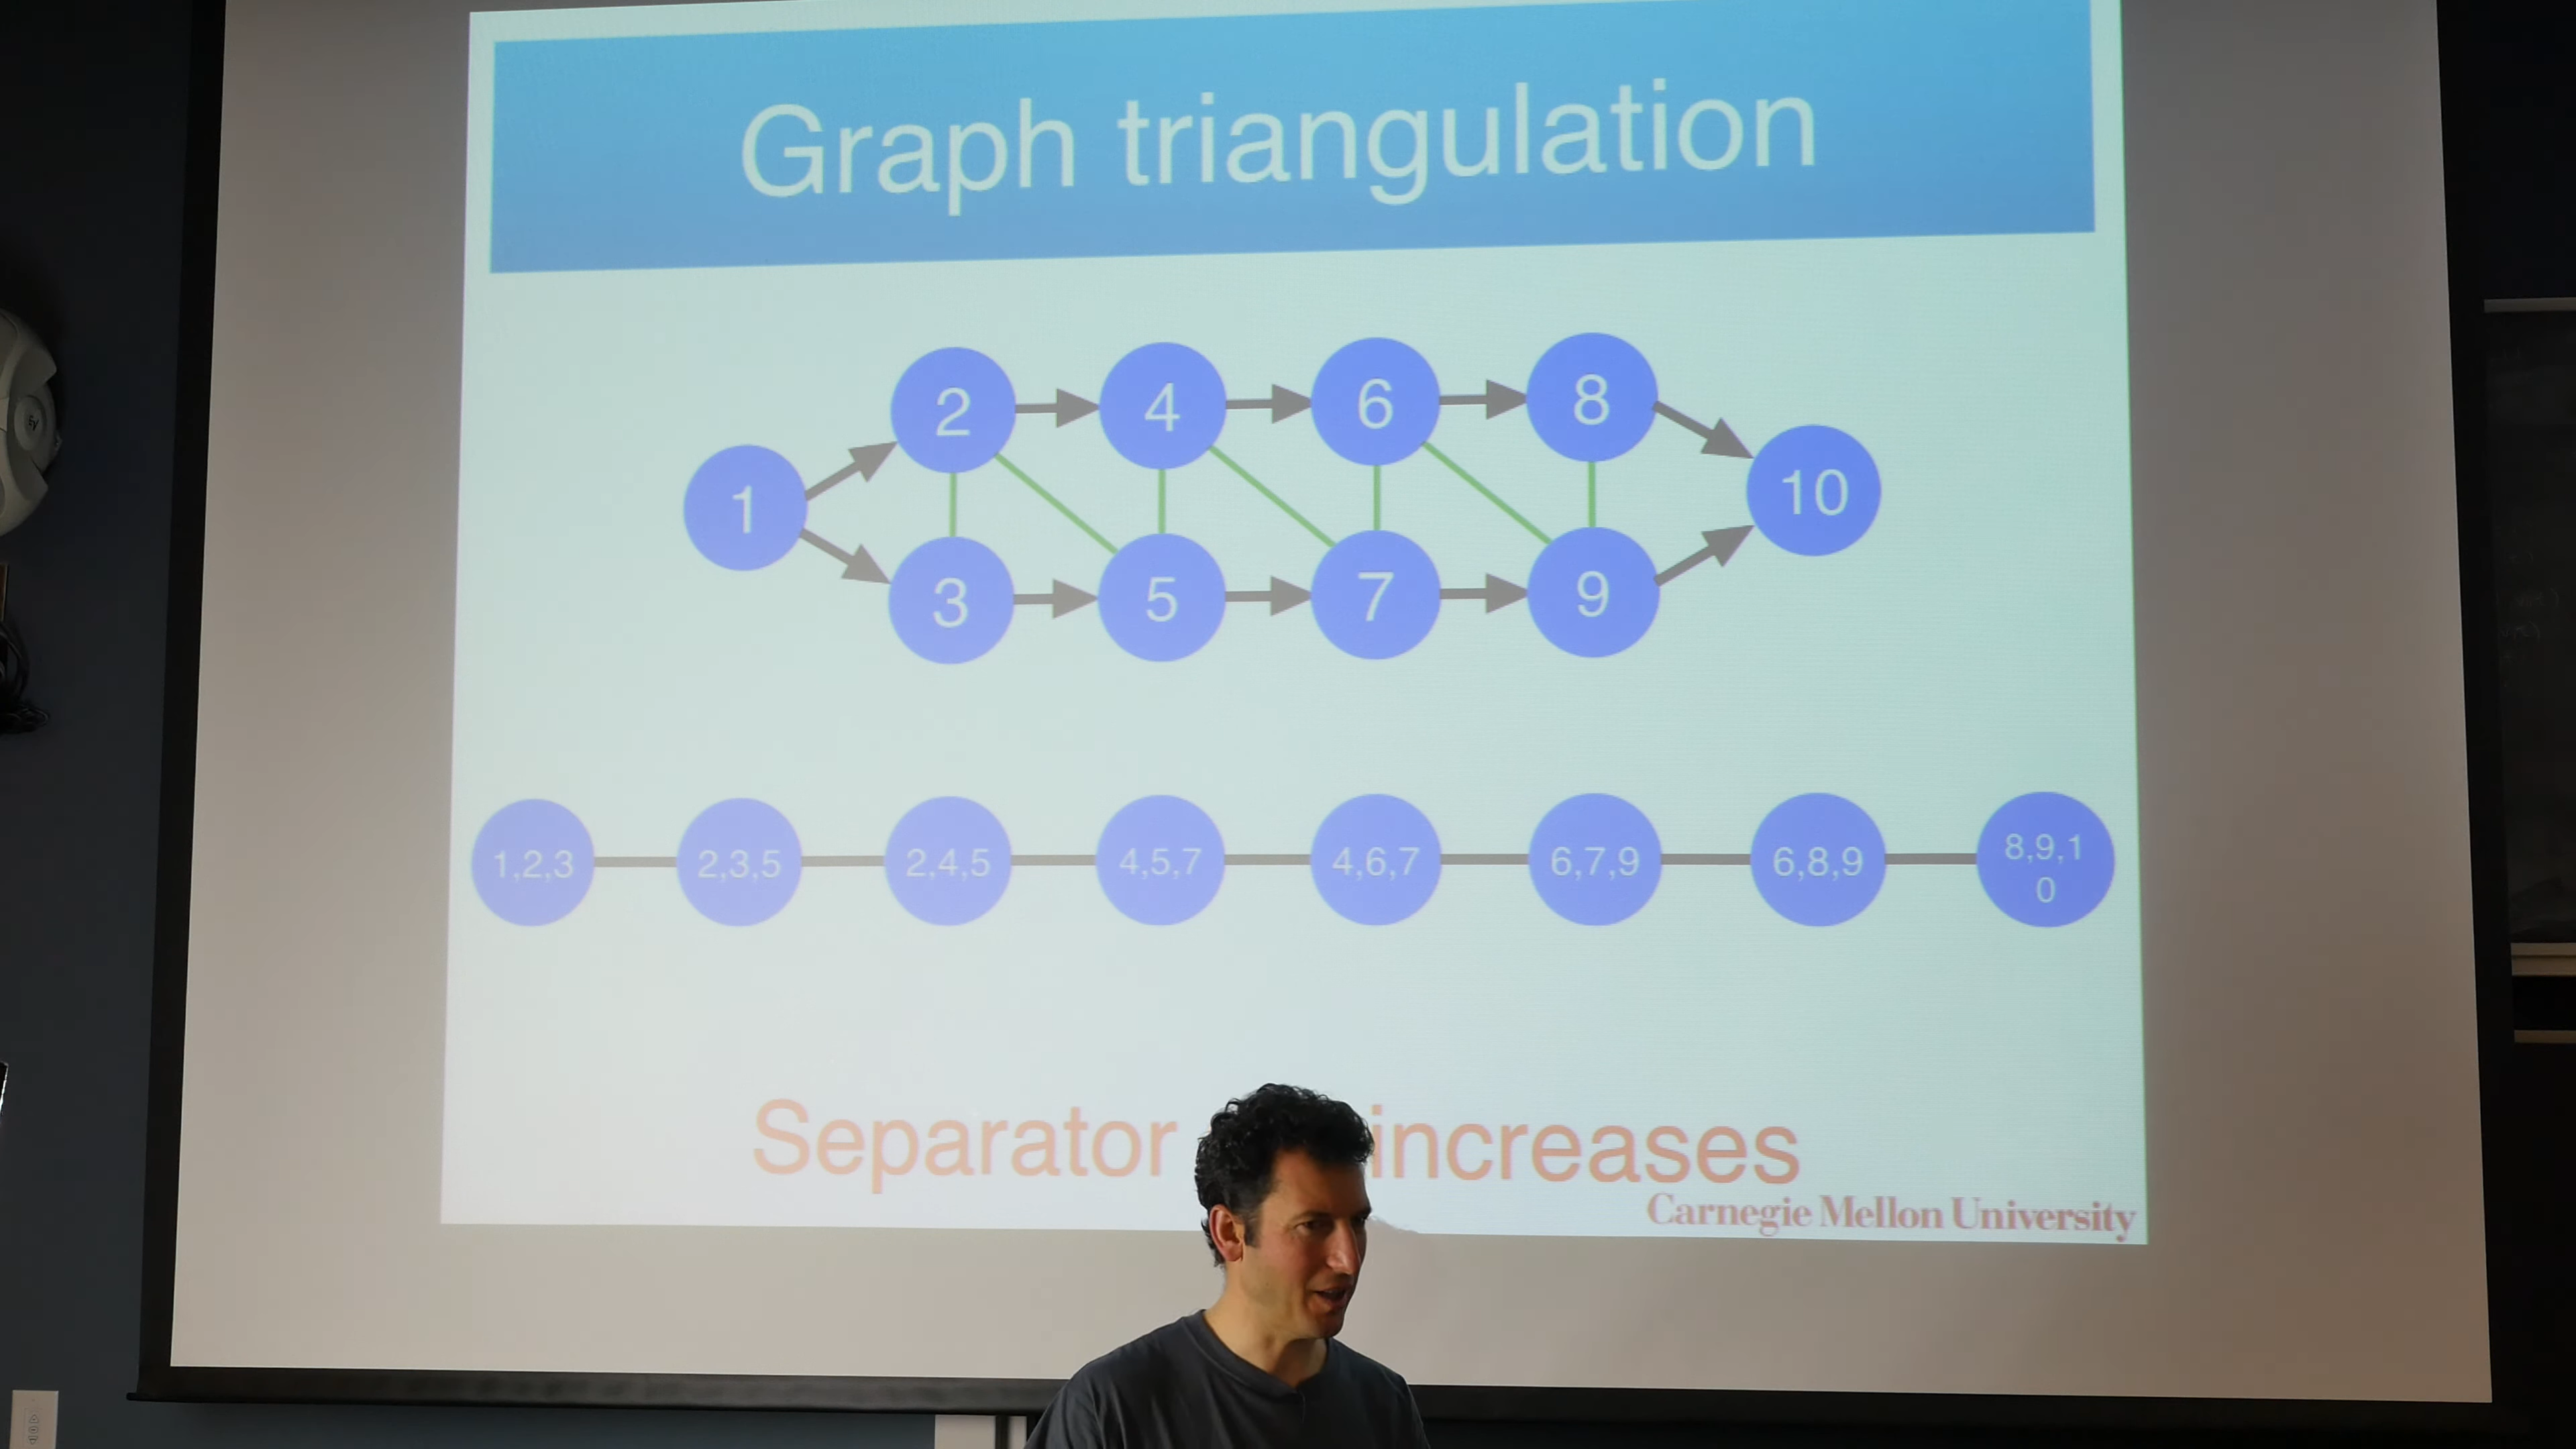 Graph triangulation
2 4 6 8
1 10
3 5 7 9
1,2,3 2,3,5 2,4,5 4,5,7 4,6,7 6,7,9 6,8,9 8,9,1
0
Separator increases
Carnegie Mellon University